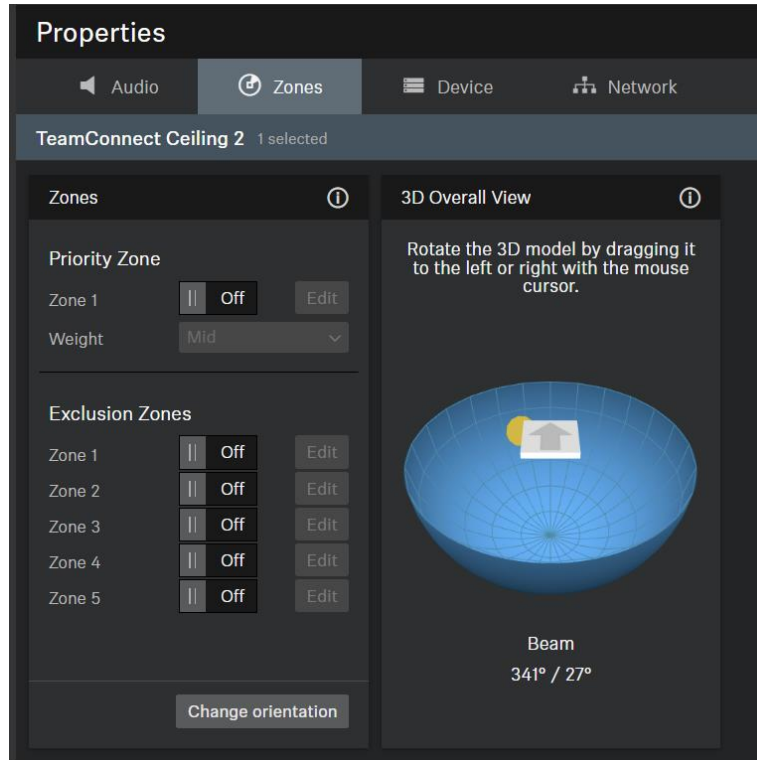 Properties
Audio
Zones
Device
Network
TeamConnect Ceiling 2 1 selected
Zones
Priority Zone
Zone 1 Off Edit
Weight Mid
Exclusion Zones
Zone 1 Off Edit
Zone 2 Off Edit
Zone 3 Off Edit
Zone 4 Off Edit
Zone 5 Off Edit
Change orientation
3D Overall View
Rotate the 3D model by dragging it
to the left or right with the mouse
cursor.
Beam
341° / 27°